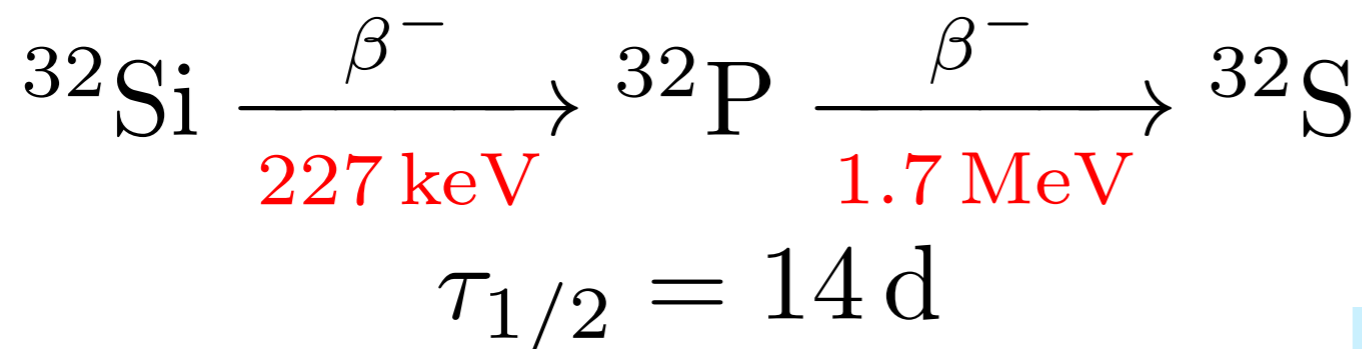 β⁻ β⁻
³²Si → ³²P → ³²S
227 keV 1.7 MeV
τ₁/₂ = 14 d